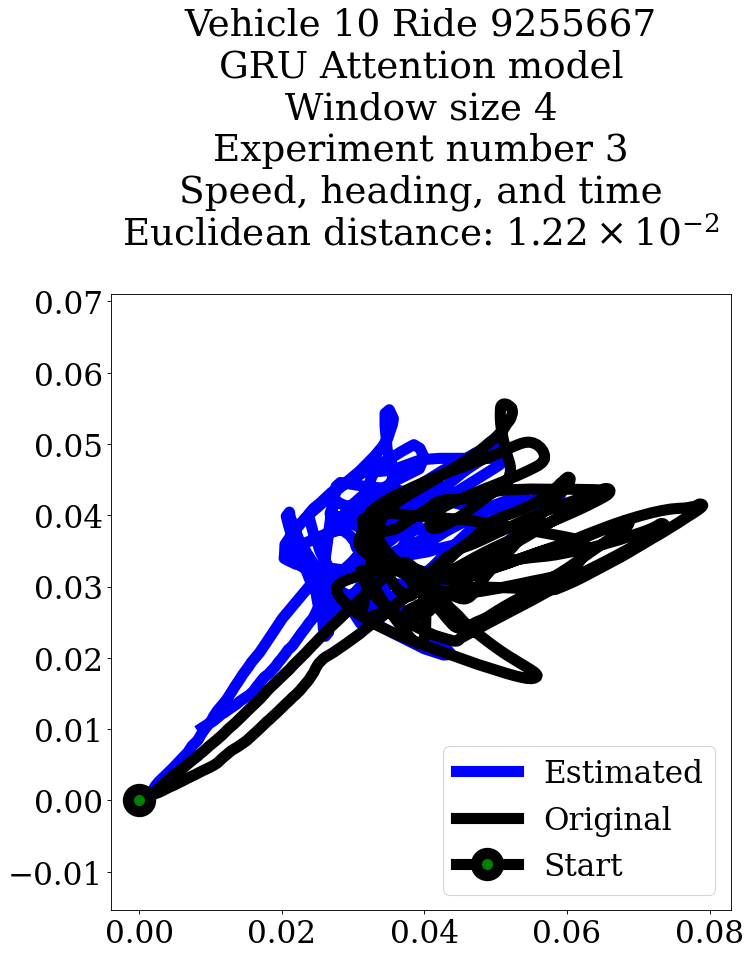 Vehicle 10 Ride 9255667
GRU Attention model
Window size 4
Experiment number 3
Speed, heading, and time
Euclidean distance: 1.22 × 10⁻²
0.07
0.06
0.05
0.04
0.03
0.02
0.01
0.00
−0.01
Estimated
Original
Start
0.00 0.02 0.04 0.06 0.08